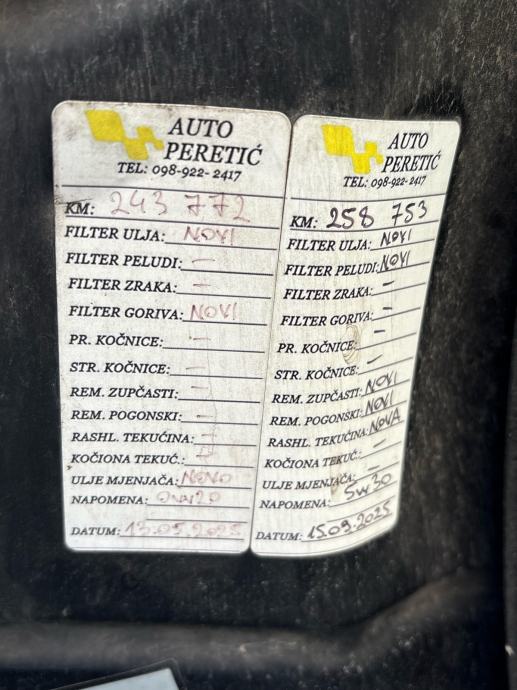 AUTO
PERETIĆ
TEL: 098-922-2417
KM: 243 772
FILTER ULJA: NOVI
FILTER PELUDI: -
FILTER ZRAKA: -
FILTER GORIVA: NOVI
PR. KOČNICE: -
STR. KOČNICE: -
REM. ZUPČASTI: -
REM. POGONSKI: -
RASHL. TEKUĆINA: -
KOČIONA TEKUĆ.: -
ULJE MJENJAČA: NOVO
NAPOMENA: 0w20
DATUM: 13.05.2025
AUTO
PERETIĆ
TEL: 098-922-2417
KM: 258 753
FILTER ULJA: NOVI
FILTER PELUDI: NOVI
FILTER ZRAKA: -
FILTER GORIVA: -
PR. KOČNICE: -
STR. KOČNICE: -
REM. ZUPČASTI: NOVI
REM. POGONSKI: NOVI
RASHL. TEKUĆINA: NOVA
KOČIONA TEKUĆ: -
ULJE MJENJAČA: -
NAPOMENA: 5w30
DATUM: 15.09.2025